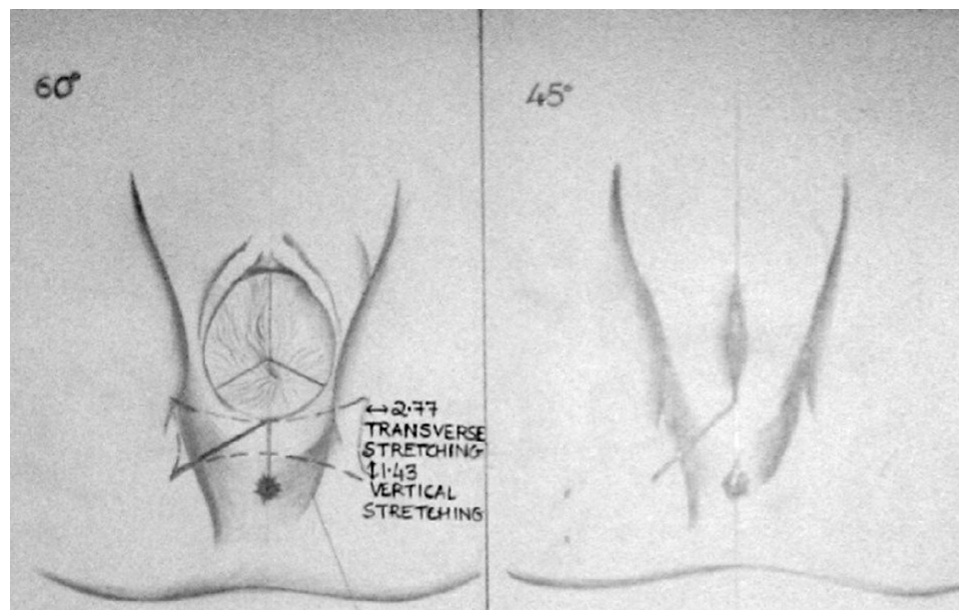 60°
45°
↔2.77
TRANSVERSE
STRETCHING
↕1.43
VERTICAL
STRETCHING